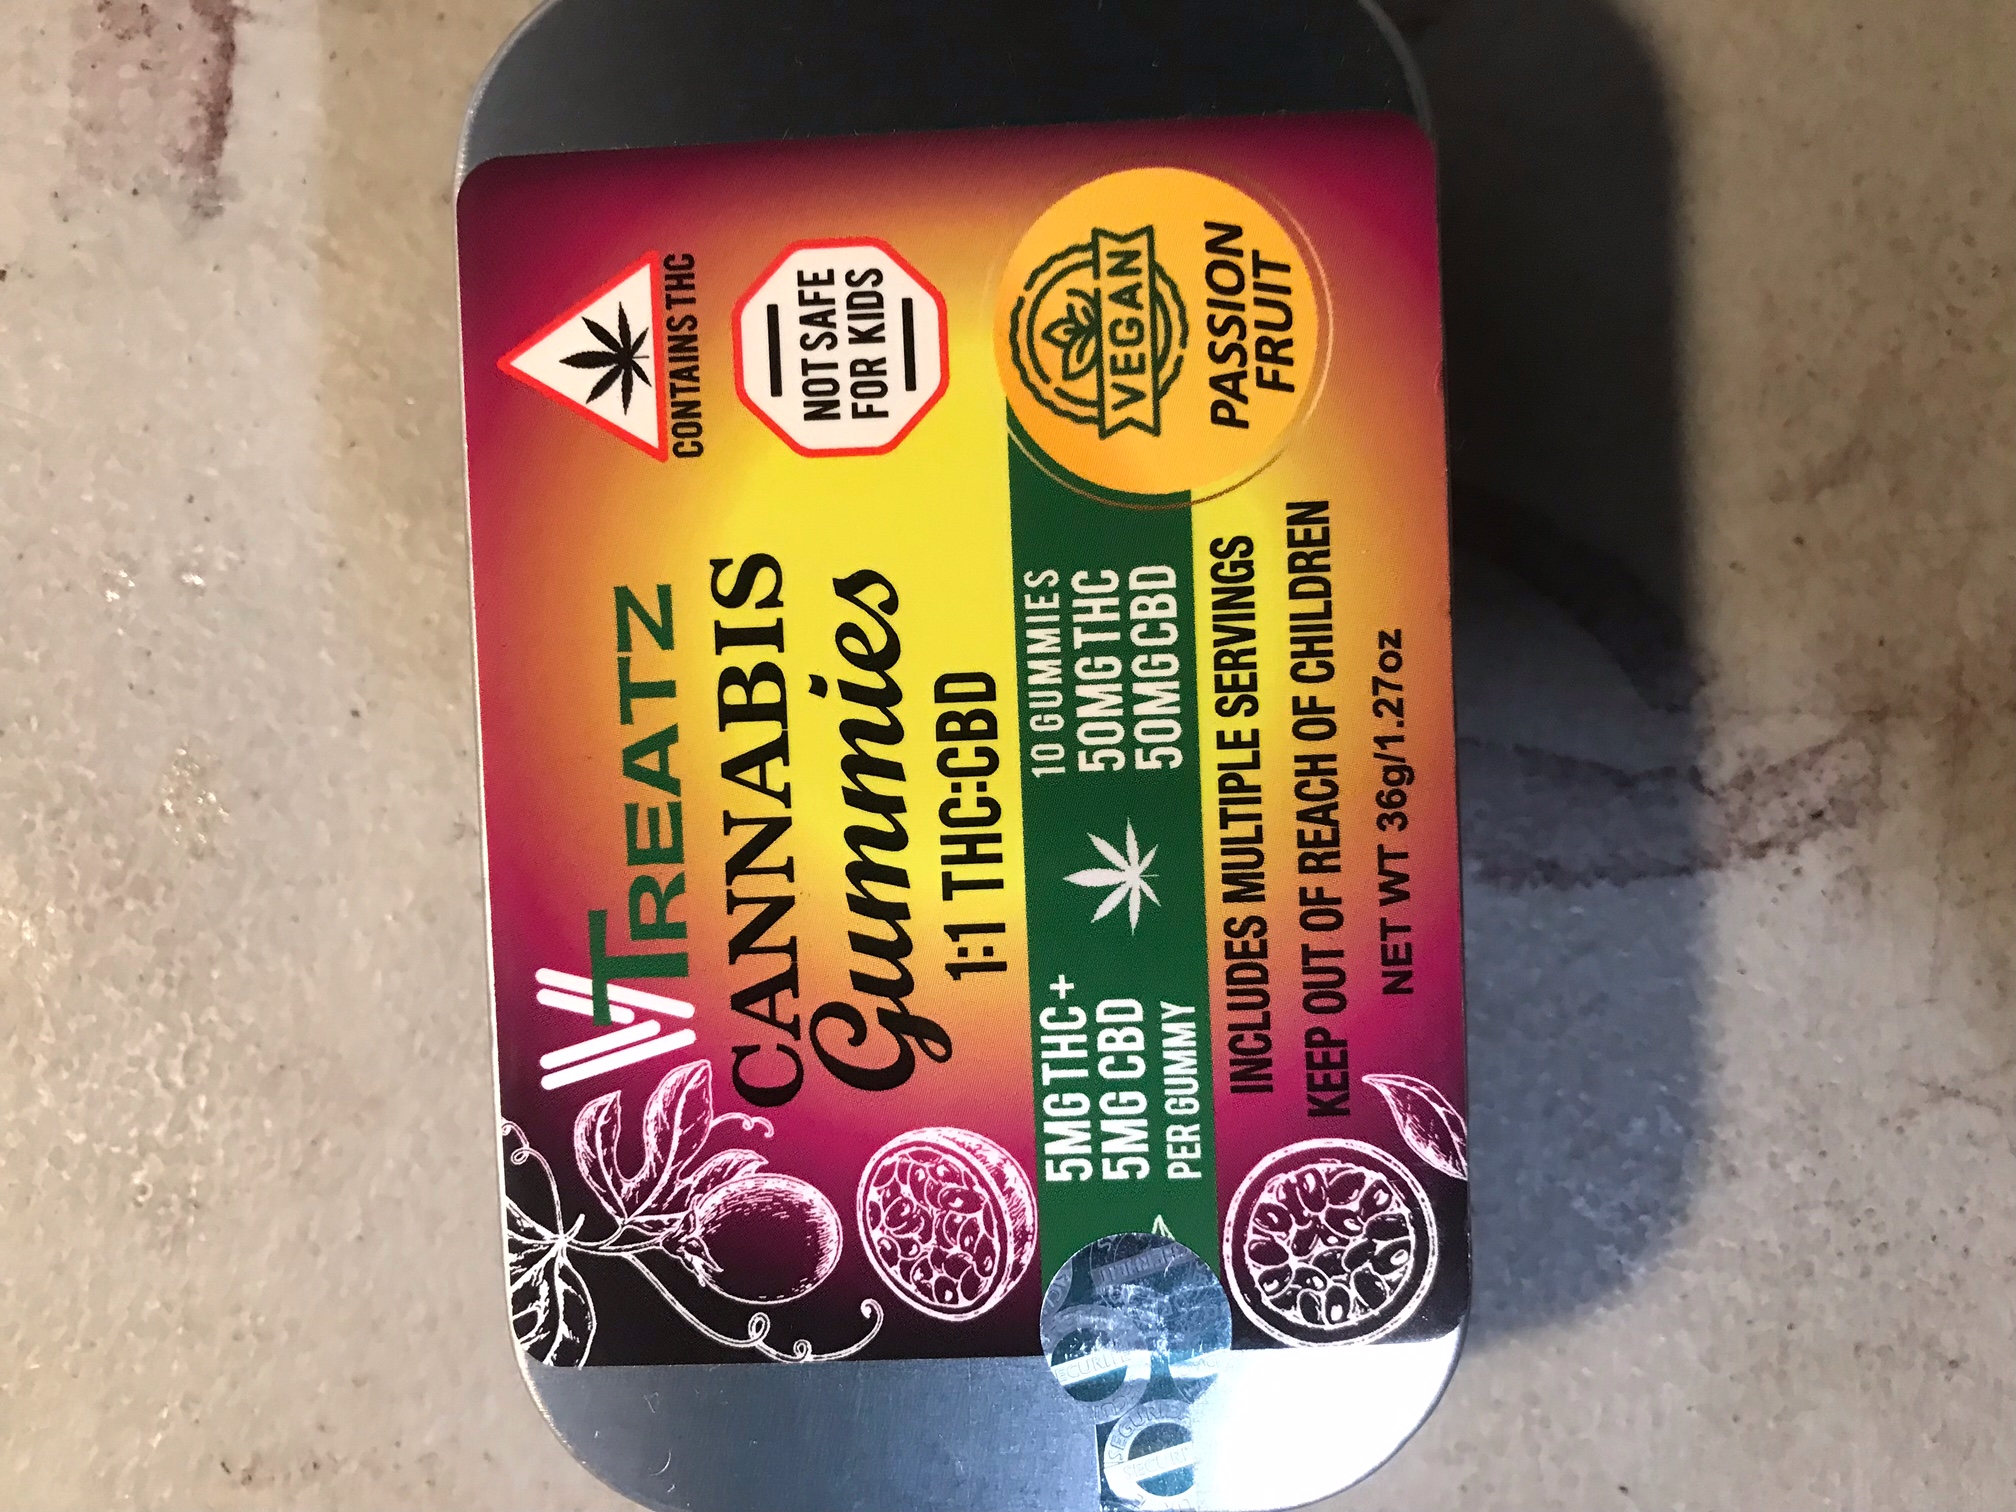 VTREATZ
CANNABIS
Gummies
1:1 THC:CBD
CONTAINS THC
NOT SAFE
FOR KIDS
5MG THC+
5MG CBD
PER GUMMY
10 GUMMIES
50MG THC
50MG CBD
VEGAN
PASSION
FRUIT
INCLUDES MULTIPLE SERVINGS
KEEP OUT OF REACH OF CHILDREN
NET WT 36g/1.27oz